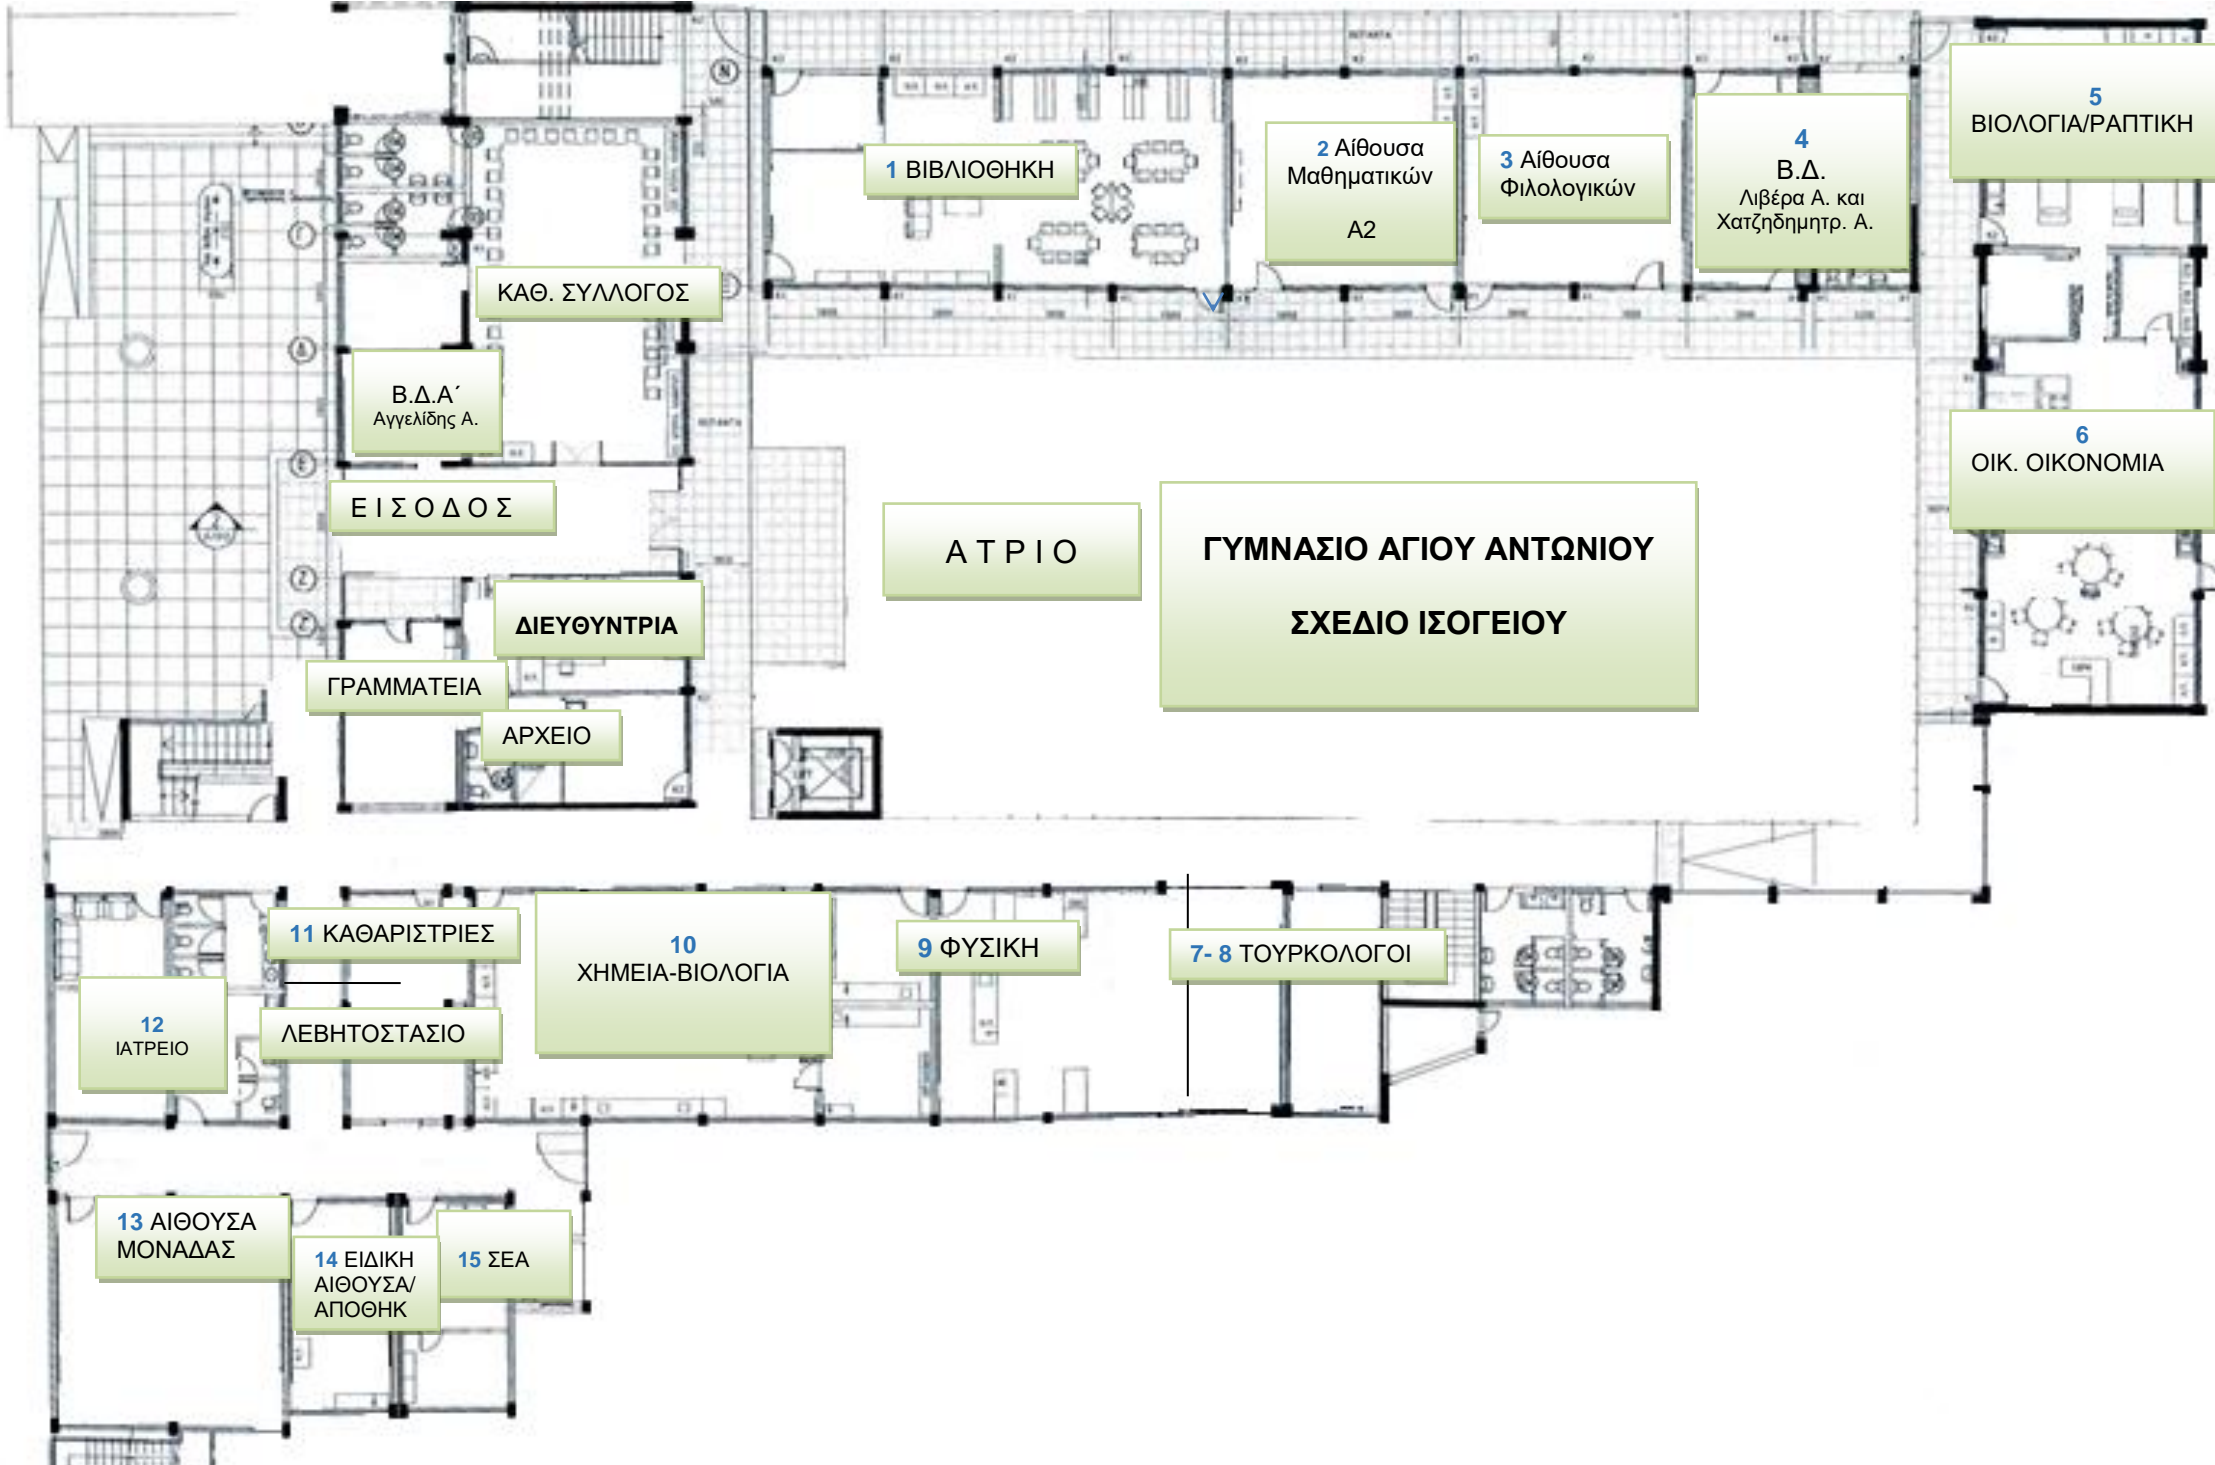 1 ΒΙΒΛΙΟΘΗΚΗ
2 Αίθουσα
Μαθηματικών
Α2
3 Αίθουσα
Φιλολογικών
4
Β.Δ.
Λιβέρα Α. και
Χατζηδημητρ. Α.
5
ΒΙΟΛΟΓΙΑ/ΡΑΠΤΙΚΗ
ΚΑΘ. ΣΥΛΛΟΓΟΣ
Β.Δ.Α΄
Αγγελίδης Α.
6
ΟΙΚ. ΟΙΚΟΝΟΜΙΑ
Ε Ι Σ Ο Δ Ο Σ
Α Τ Ρ Ι Ο
ΓΥΜΝΑΣΙΟ ΑΓΙΟΥ ΑΝΤΩΝΙΟΥ
ΣΧΕΔΙΟ ΙΣΟΓΕΙΟΥ
ΔΙΕΥΘΥΝΤΡΙΑ
ΓΡΑΜΜΑΤΕΙΑ
ΑΡΧΕΙΟ
11 ΚΑΘΑΡΙΣΤΡΙΕΣ
10
ΧΗΜΕΙΑ-ΒΙΟΛΟΓΙΑ
9 ΦΥΣΙΚΗ
7- 8 ΤΟΥΡΚΟΛΟΓΟΙ
12
ΙΑΤΡΕΙΟ
ΛΕΒΗΤΟΣΤΑΣΙΟ
13 ΑΙΘΟΥΣΑ
ΜΟΝΑΔΑΣ
14 ΕΙΔΙΚΗ
ΑΙΘΟΥΣΑ/
ΑΠΟΘΗΚ
15 ΣΕΑ